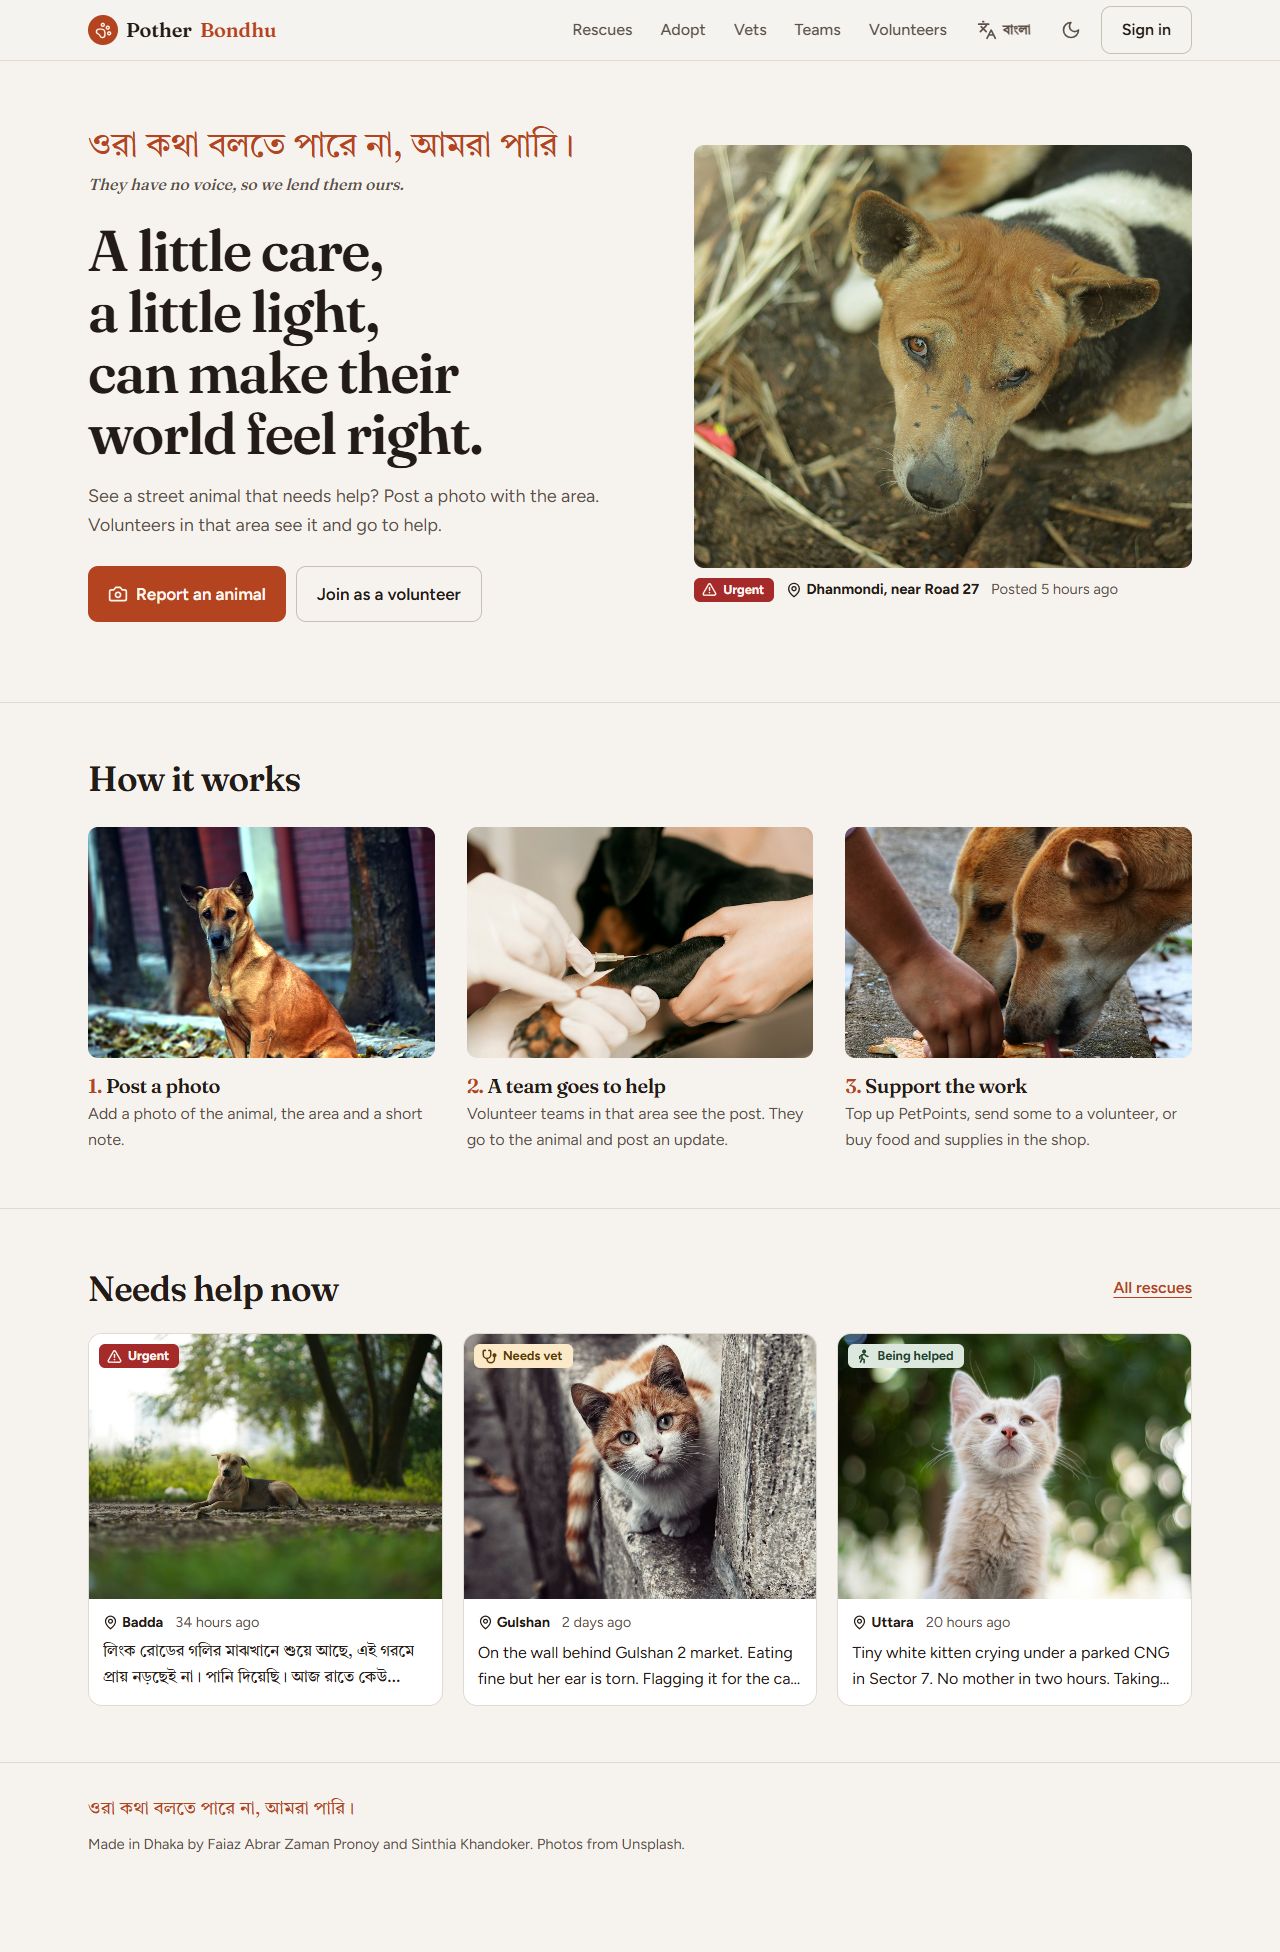 Pother Bondhu
Rescues
Adopt
Vets
Teams
Volunteers
বাংলা
Sign in
ওরা কথা বলতে পারে না, আমরা পারি।
They have no voice, so we lend them ours.
A little care,
a little light,
can make their
world feel right.
See a street animal that needs help? Post a photo with the area.
Volunteers in that area see it and go to help.
Report an animal
Join as a volunteer
Urgent
Dhanmondi, near Road 27
Posted 5 hours ago
How it works
1. Post a photo
Add a photo of the animal, the area and a short
note.
2. A team goes to help
Volunteer teams in that area see the post. They
go to the animal and post an update.
3. Support the work
Top up PetPoints, send some to a volunteer, or
buy food and supplies in the shop.
Needs help now
All rescues
Urgent
Badda
34 hours ago
লিংক রোডের গলির মাঝখানে শুয়ে আছে, এই গরমে
প্রায় নড়ছেই না। পানি দিয়েছি। আজ রাতে কেউ...
Needs vet
Gulshan
2 days ago
On the wall behind Gulshan 2 market. Eating
fine but her ear is torn. Flagging it for the ca...
Being helped
Uttara
20 hours ago
Tiny white kitten crying under a parked CNG
in Sector 7. No mother in two hours. Taking...
ওরা কথা বলতে পারে না, আমরা পারি।
Made in Dhaka by Faiaz Abrar Zaman Pronoy and Sinthia Khandoker. Photos from Unsplash.